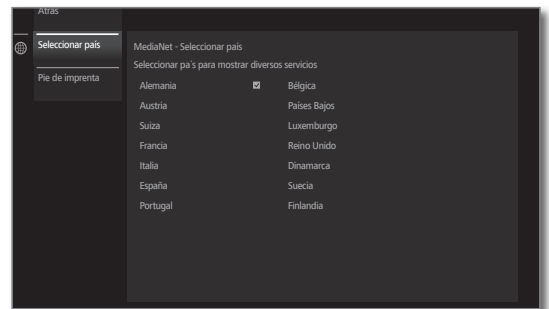 Atrás
Seleccionar país
Pie de imprenta
MediaNet - Seleccionar país
Seleccionar pa´s para mostrar diversos servicios
Alemania Bélgica
Austria Países Bajos
Suiza Luxemburgo
Francia Reino Unido
Italia Dinamarca
España Suecia
Portugal Finlandia